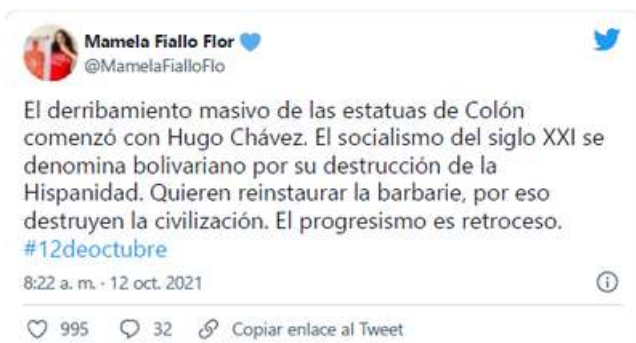 Mamela Fiallo Flor 💙
@MamelaFialloFlo
El derribamiento masivo de las estatuas de Colón
comenzó con Hugo Chávez. El socialismo del siglo XXI se
denomina bolivariano por su destrucción de la
Hispanidad. Quieren reinstaurar la barbarie, por eso
destruyen la civilización. El progresismo es retroceso.
#12deoctubre
8:22 a. m. · 12 oct. 2021
995 32 Copiar enlace al Tweet